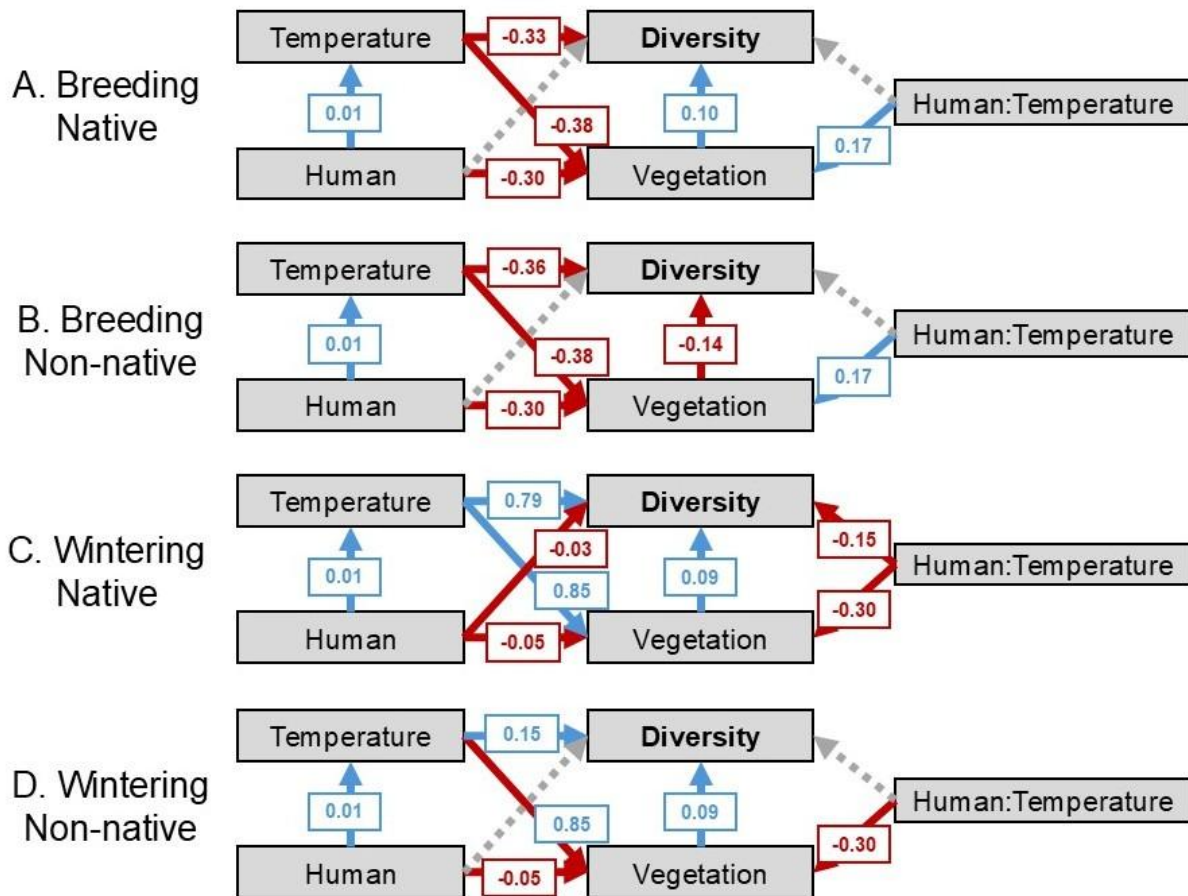 Temperature
-0.33
Diversity
A. Breeding
Native
0.01
-0.38
0.10
Human:Temperature
0.17
Human
-0.30
Vegetation
Temperature
-0.36
Diversity
B. Breeding
Non-native
0.01
-0.38
-0.14
Human:Temperature
0.17
Human
-0.30
Vegetation
Temperature
0.79
Diversity
C. Wintering
Native
0.01
-0.03
0.85
0.09
-0.15
Human:Temperature
-0.30
Human
-0.05
Vegetation
Temperature
0.15
Diversity
D. Wintering
Non-native
0.01
0.85
0.09
Human:Temperature
-0.30
Human
-0.05
Vegetation